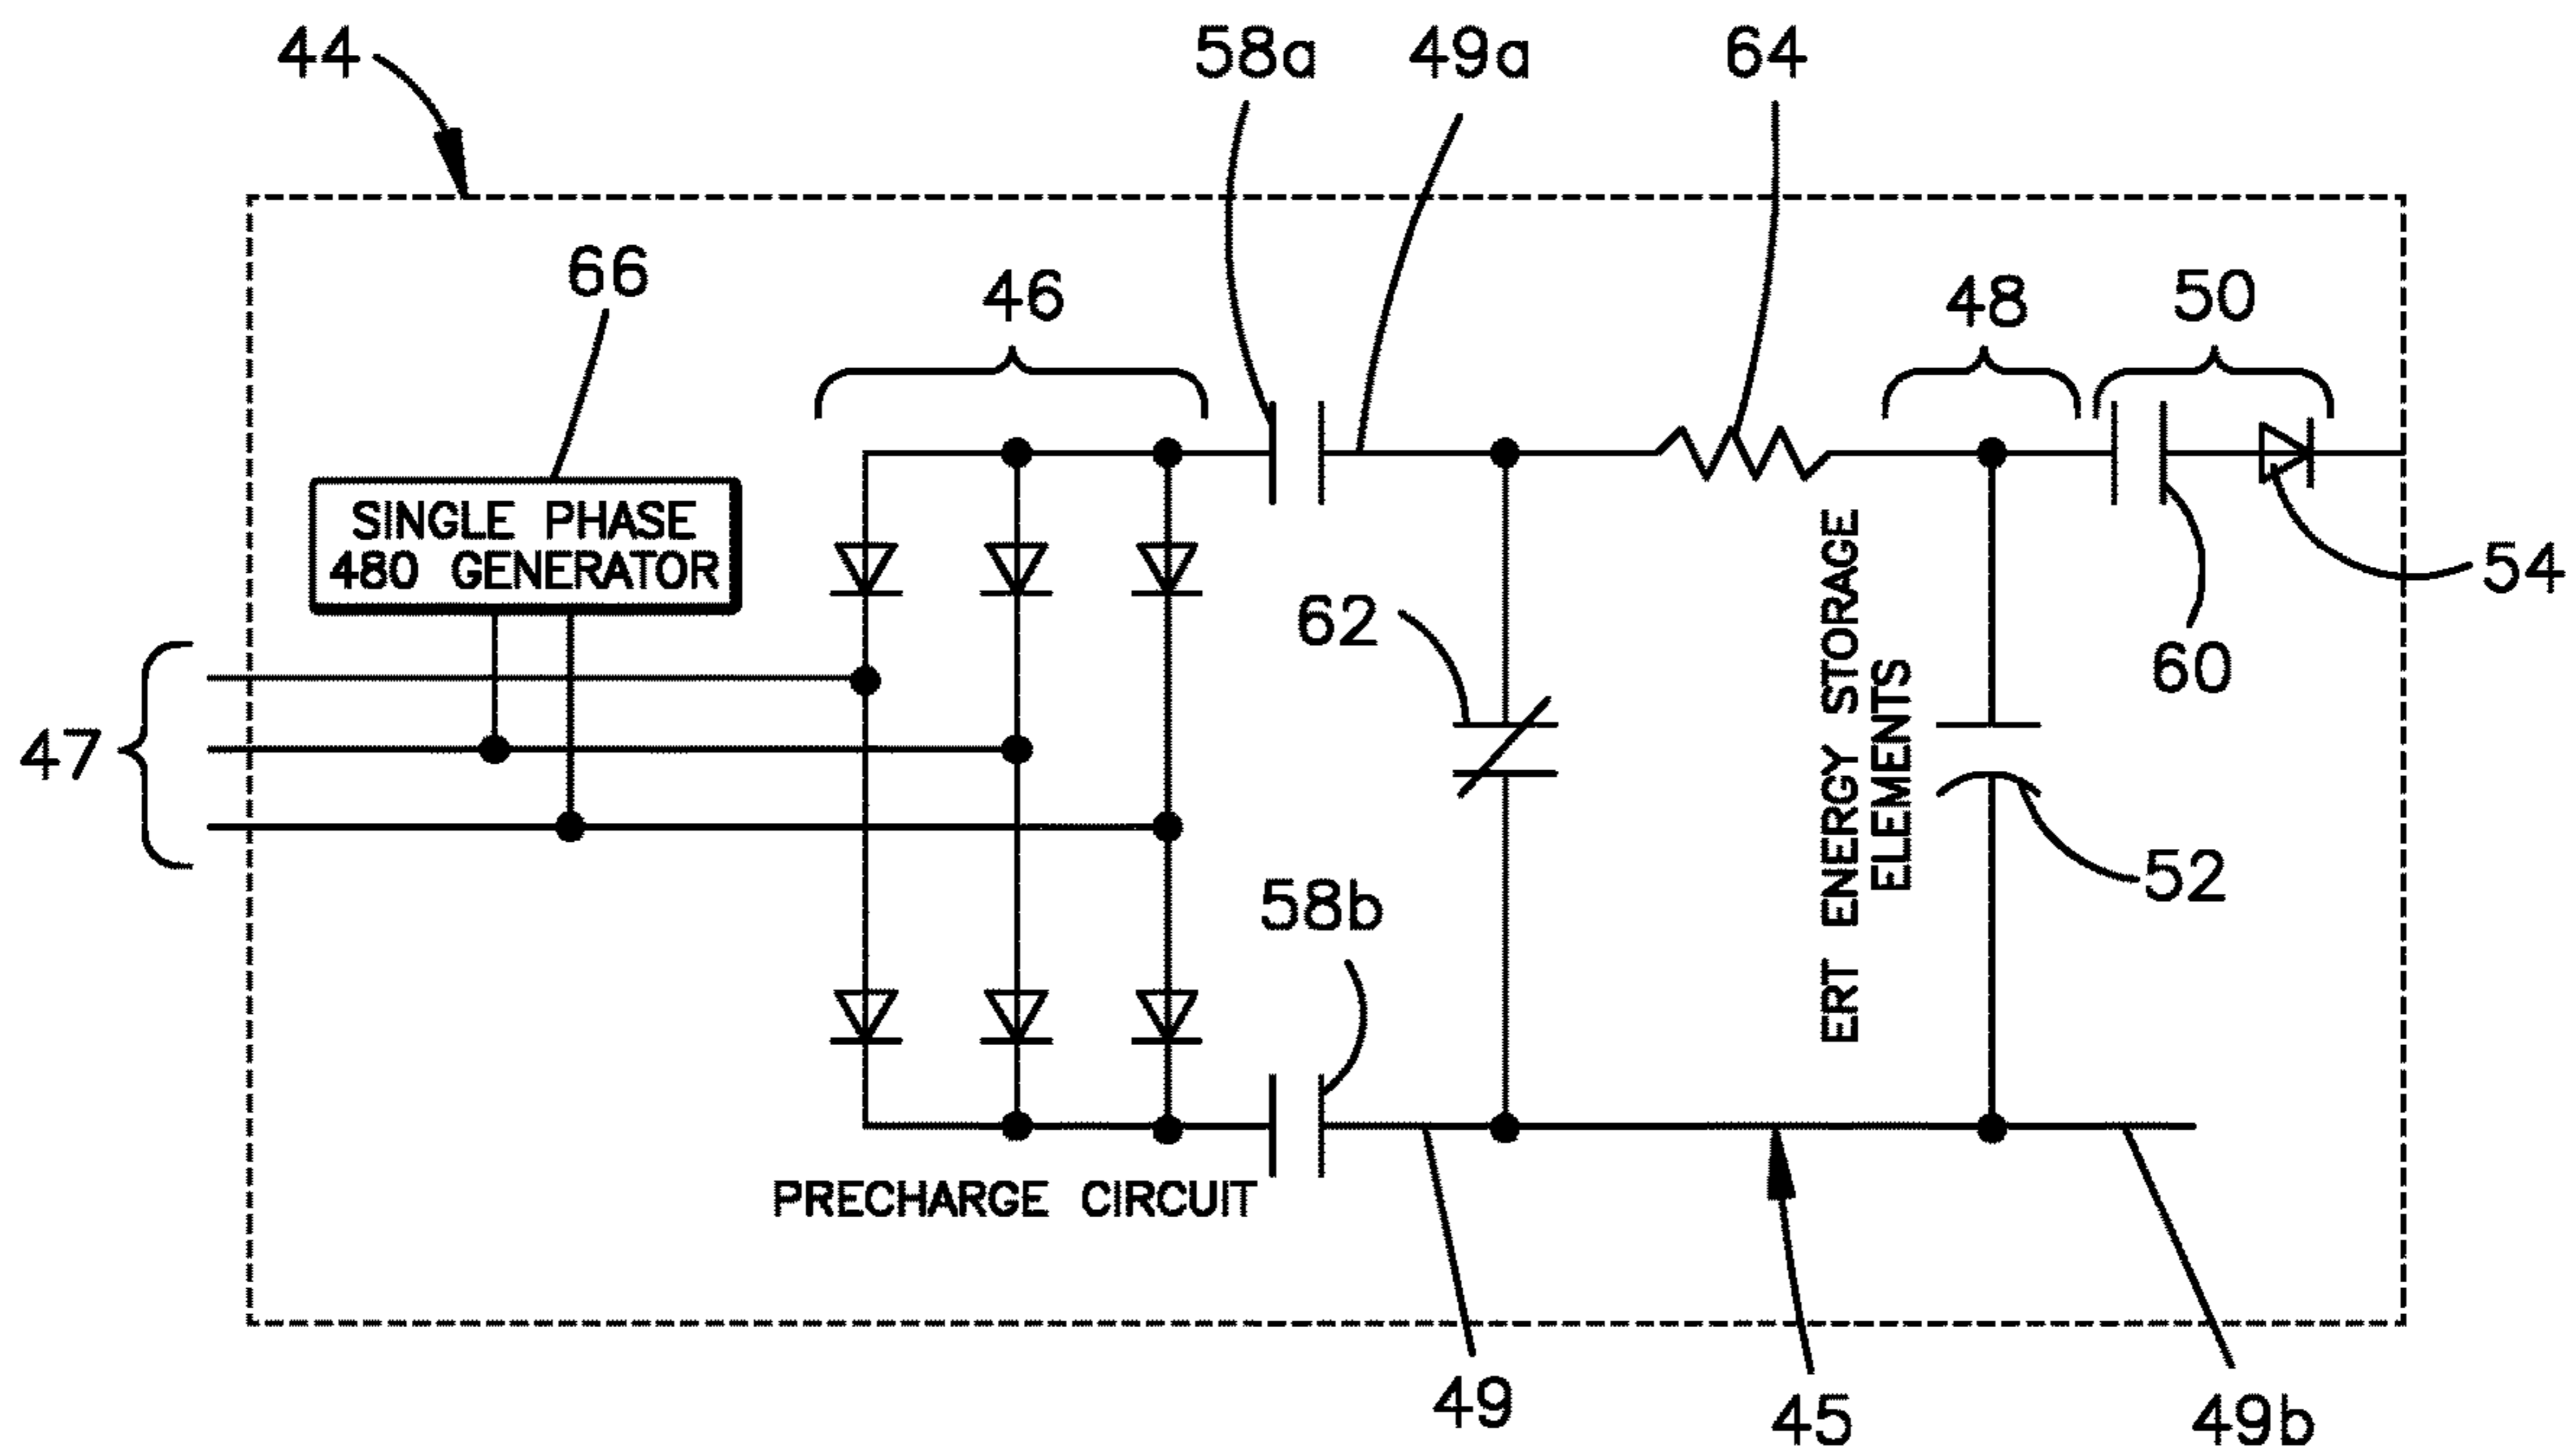 44
58a
49a
64
66
46
48
50
SINGLE PHASE
480 GENERATOR
54
62
60
47
ERT ENERGY STORAGE
ELEMENTS
58b
52
PRECHARGE CIRCUIT
49
45
49b